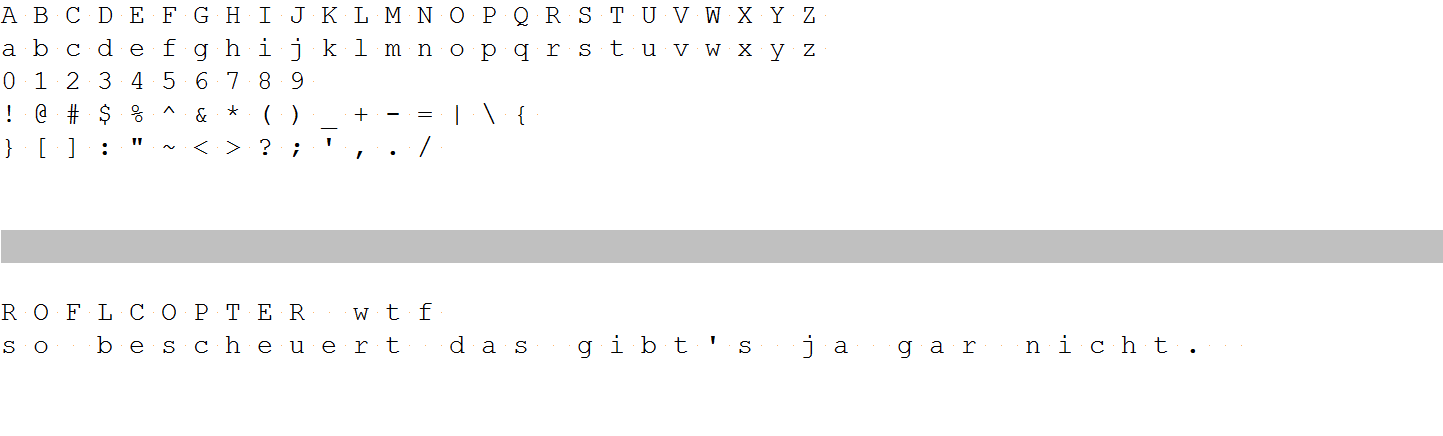 A B C D E F G H I J K L M N O P Q R S T U V W X Y Z
a b c d e f g h i j k l m n o p q r s t u v w x y z
0 1 2 3 4 5 6 7 8 9
! @ # $ % ^ & * ( ) _ + - = | \ {
} [ ] : " ~ < > ? ; ' , . /
R O F L C O P T E R   w t f
s o   b e s c h e u e r t   d a s   g i b t ' s   j a   g a r   n i c h t .